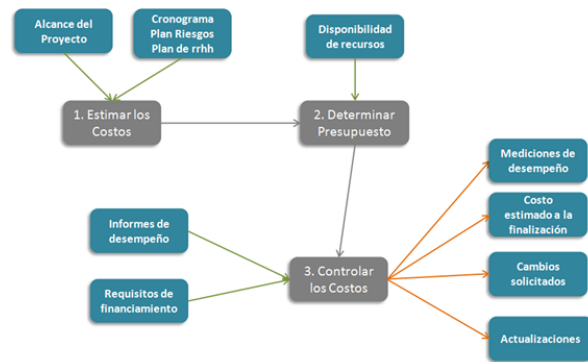 Alcance del
Proyecto
Cronograma
Plan Riesgos
Plan de rrhh
Disponibilidad
de recursos
1. Estimar los
Costos
2. Determinar
Presupuesto
Mediciones de
desempeño
Costo
estimado a la
finalización
Informes de
desempeño
Requisitos de
financiamiento
3. Controlar
los Costos
Cambios
solicitados
Actualizaciones